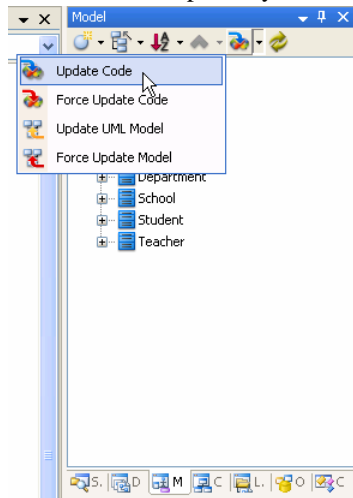 Model
Update Code
Force Update Code
Update UML Model
Force Update Model
Department
School
Student
Teacher
S. D M C L. O C